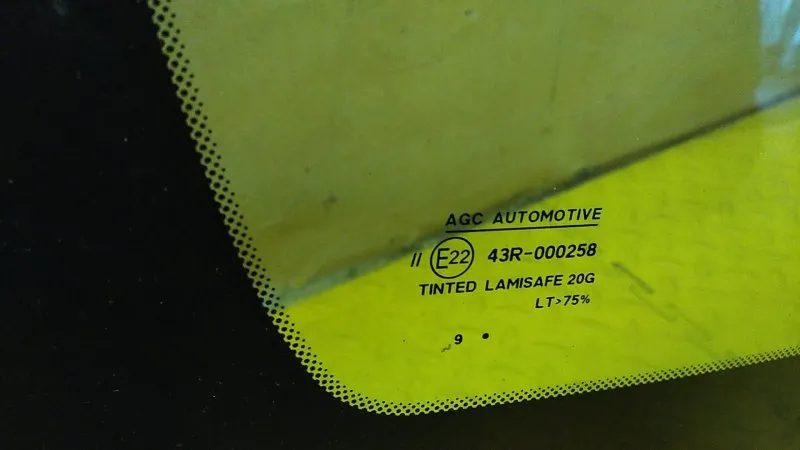 AGC AUTOMOTIVE
II E22 43R-000258
TINTED LAMISAFE 20G
LT>75%
9 •